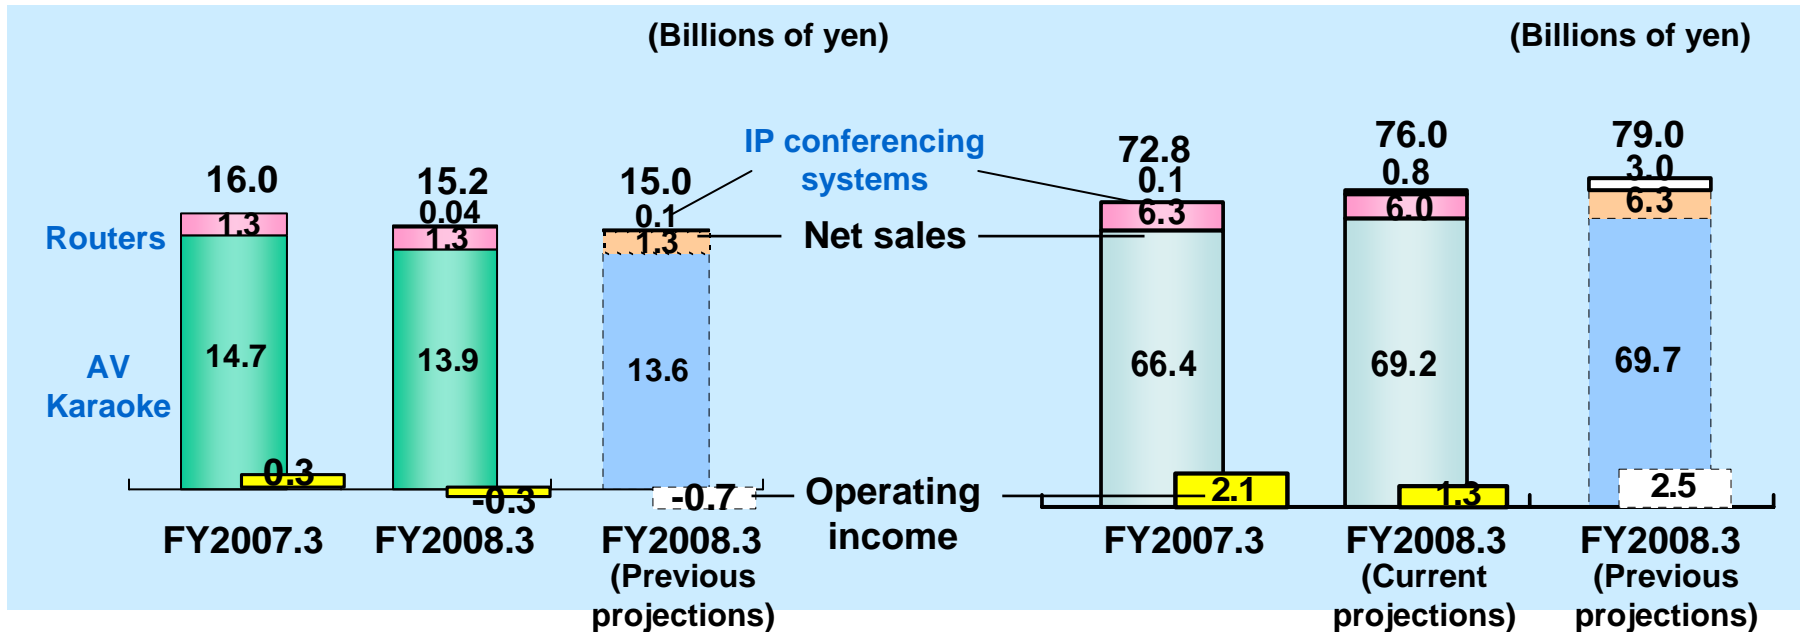 (Billions of yen)
(Billions of yen)
IP conferencing
systems
16.0
15.2
15.0
72.8
76.0
79.0
0.04
0.1
0.1
0.8
3.0
Routers
1.3
1.3
1.3
Net sales
6.3
6.0
6.3
AV
Karaoke
14.7
13.9
13.6
66.4
69.2
69.7
0.3
-0.3
-0.7
Operating
income
2.1
1.3
2.5
FY2007.3
FY2008.3
FY2008.3
(Previous
projections)
FY2007.3
FY2008.3
(Current
projections)
FY2008.3
(Previous
projections)